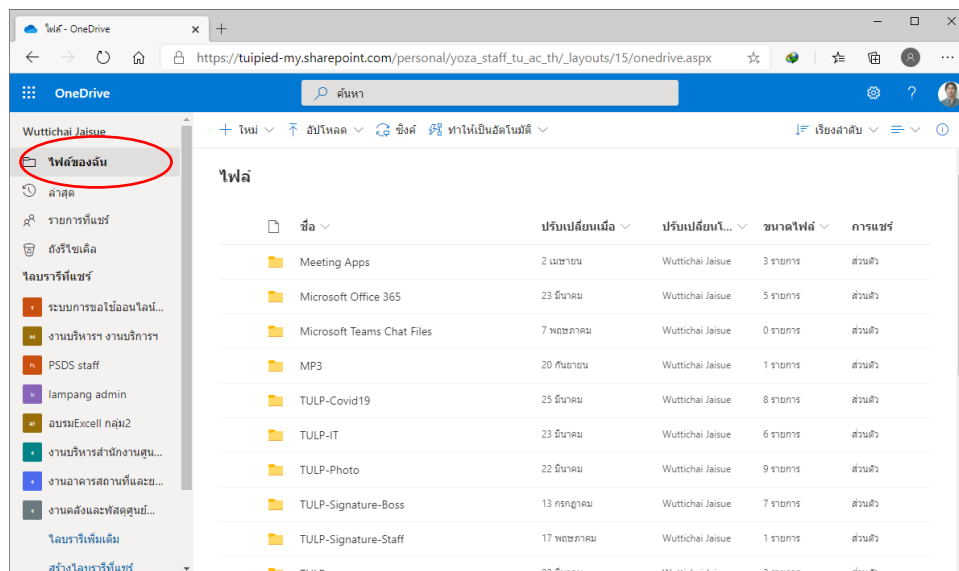 ไฟล์ - OneDrive
https://tuipied-my.sharepoint.com/personal/yoza_staff_tu_ac_th/_layouts/15/onedrive.aspx
OneDrive
ค้นหา
Wuttichai Jaisue
ไฟล์ของฉัน
ล่าสุด
รายการที่แชร์
ถังรีไซเคิล
ไลบรารีที่แชร์
ระบบการขอใช้ออนไลน์...
งานบริหารฯ งานบริการฯ
PSDS staff
lampang admin
อบรมExcell กลุ่ม2
งานบริหารสำนักงานศูน...
งานอาคารสถานที่และย...
งานคลังและพัสดุศูนย์...
ไลบรารีเพิ่มเติม
สร้างไลบรารีที่แชร์
ใหม่ อัปโหลด ซิงค์ ทำให้เป็นอัตโนมัติ เรียงลำดับ
ไฟล์
ชื่อ ปรับเปลี่ยนเมื่อ ปรับเปลี่ยนโ... ขนาดไฟล์ การแชร์
Meeting Apps 2 เมษายน Wuttichai Jaisue 3 รายการ ส่วนตัว
Microsoft Office 365 23 มีนาคม Wuttichai Jaisue 5 รายการ ส่วนตัว
Microsoft Teams Chat Files 7 พฤษภาคม Wuttichai Jaisue 0 รายการ ส่วนตัว
MP3 20 กันยายน Wuttichai Jaisue 1 รายการ ส่วนตัว
TULP-Covid19 25 มีนาคม Wuttichai Jaisue 8 รายการ ส่วนตัว
TULP-IT 23 มีนาคม Wuttichai Jaisue 6 รายการ ส่วนตัว
TULP-Photo 22 มีนาคม Wuttichai Jaisue 9 รายการ ส่วนตัว
TULP-Signature-Boss 13 กรกฎาคม Wuttichai Jaisue 7 รายการ ส่วนตัว
TULP-Signature-Staff 17 พฤษภาคม Wuttichai Jaisue 1 รายการ ส่วนตัว